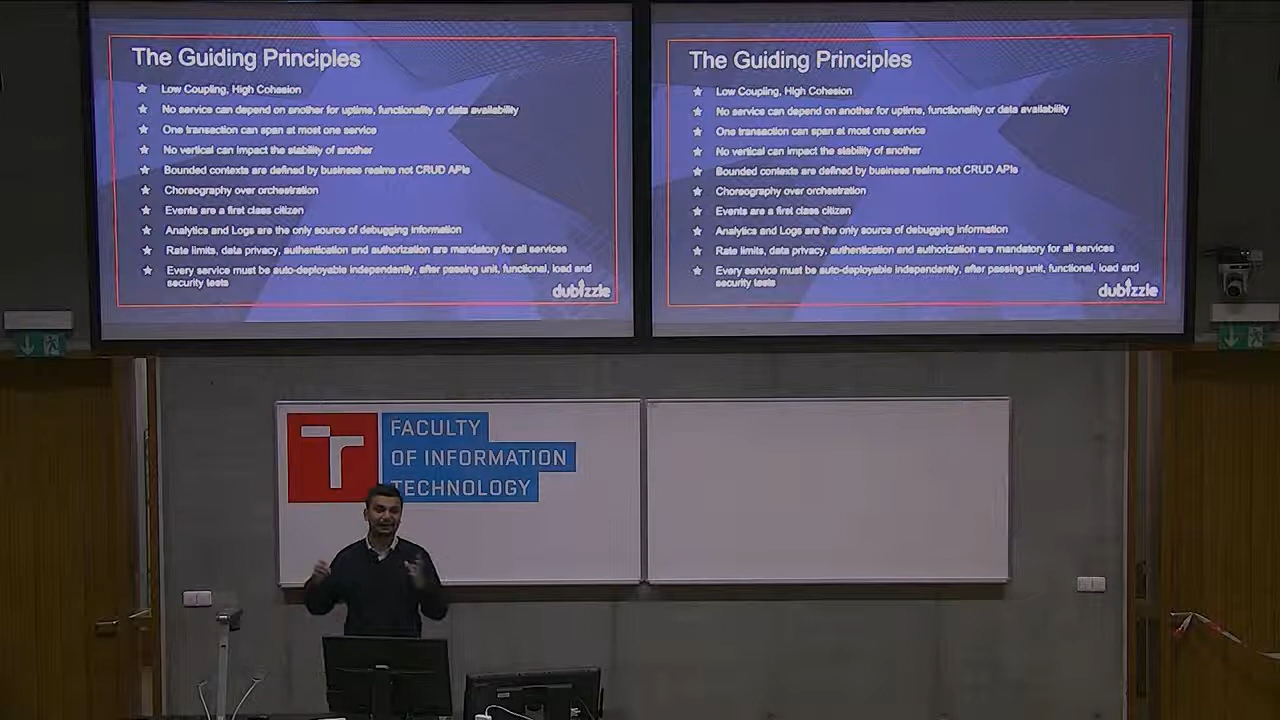 The Guiding Principles
Low Coupling, High Cohesion
No service can depend on another for uptime, functionality or data availability
One transaction can span at most one service
No vertical can impact the stability of another
Bounded contexts are defined by business realms not CRUD APIs
Choreography over orchestration
Events are a first class citizen
Analytics and Logs are the only source of debugging information
Rate limits, data privacy, authentication and authorization are mandatory for all services
Every service must be auto-deployable independently, after passing unit, functional, load and
security tests
dubizzle
The Guiding Principles
Low Coupling, High Cohesion
No service can depend on another for uptime, functionality or data availability
One transaction can span at most one service
No vertical can impact the stability of another
Bounded contexts are defined by business realms not CRUD APIs
Choreography over orchestration
Events are a first class citizen
Analytics and Logs are the only source of debugging information
Rate limits, data privacy, authentication and authorization are mandatory for all services
Every service must be auto-deployable independently, after passing unit, functional, load and
security tests
dubizzle
FACULTY
OF INFORMATION
TECHNOLOGY